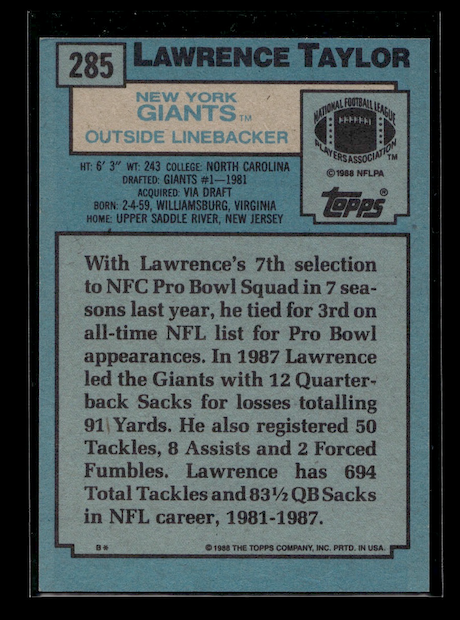 285
LAWRENCE TAYLOR
NEW YORK
GIANTS™
OUTSIDE LINEBACKER
NATIONAL FOOTBALL LEAGUE
PLAYERS ASSOCIATION™
©1988 NFLPA
topps®
HT: 6' 3" WT: 243 COLLEGE: NORTH CAROLINA
DRAFTED: GIANTS #1—1981
ACQUIRED: VIA DRAFT
BORN: 2-4-59, WILLIAMSBURG, VIRGINIA
HOME: UPPER SADDLE RIVER, NEW JERSEY
With Lawrence's 7th selection
to NFC Pro Bowl Squad in 7 sea-
sons last year, he tied for 3rd on
all-time NFL list for Pro Bowl
appearances. In 1987 Lawrence
led the Giants with 12 Quarter-
back Sacks for losses totalling
91 Yards. He also registered 50
Tackles, 8 Assists and 2 Forced
Fumbles. Lawrence has 694
Total Tackles and 83½ QB Sacks
in NFL career, 1981-1987.
B*
© 1988 THE TOPPS COMPANY, INC. PRTD. IN USA.